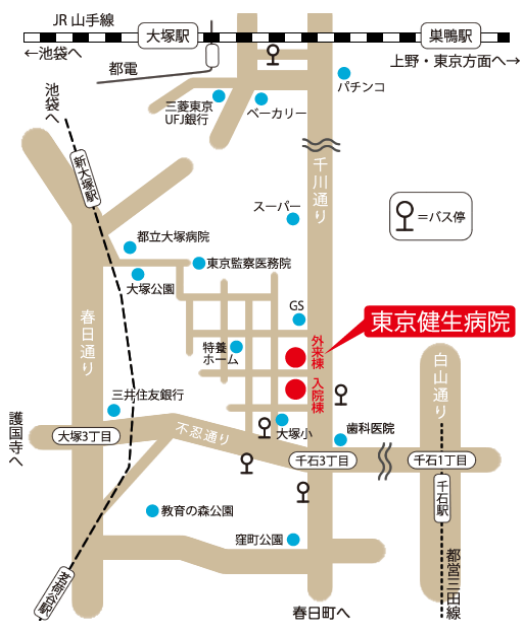 JR 山手線
大塚駅
巣鴨駅
←池袋へ
上野・東京方面へ→
都電
池袋へ
三菱東京
UFJ銀行
ベーカリー
パチンコ
新大塚駅
千川通り
スーパー
=バス停
都立大塚病院
東京監察医務院
大塚公園
GS
東京健生病院
外来棟
特養
ホーム
春日通り
入院棟
白山通り
三井住友銀行
護国寺へ
大塚3丁目
不忍通り
大塚小
歯科医院
千石3丁目
千石1丁目
千石駅
教育の森公園
窪町公園
都営三田線
茗荷谷駅
春日町へ